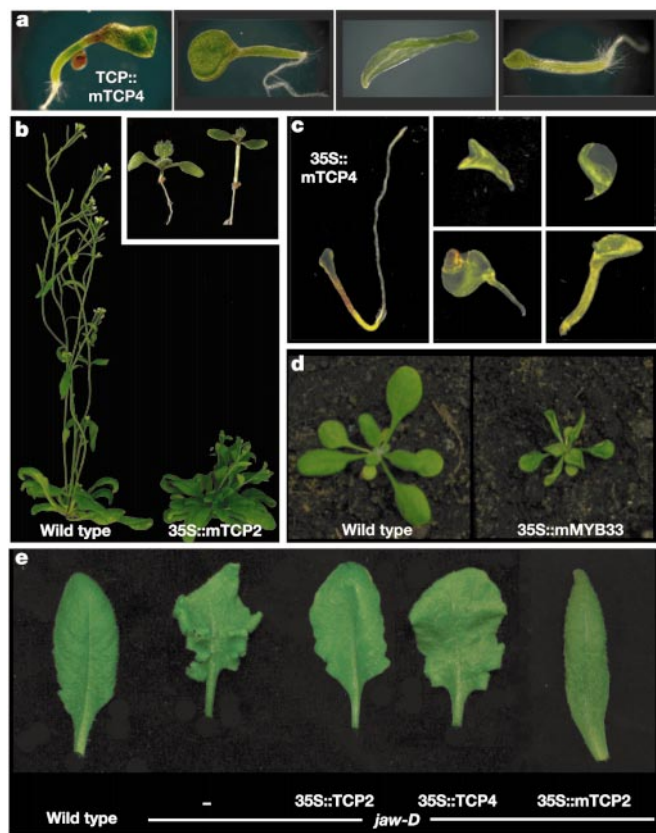 a
TCP::
mTCP4
b
Wild type
35S::mTCP2
c
35S::
mTCP4
d
Wild type
35S::mMYB33
e
– 35S::TCP2 35S::TCP4 35S::mTCP2
Wild type
jaw-D